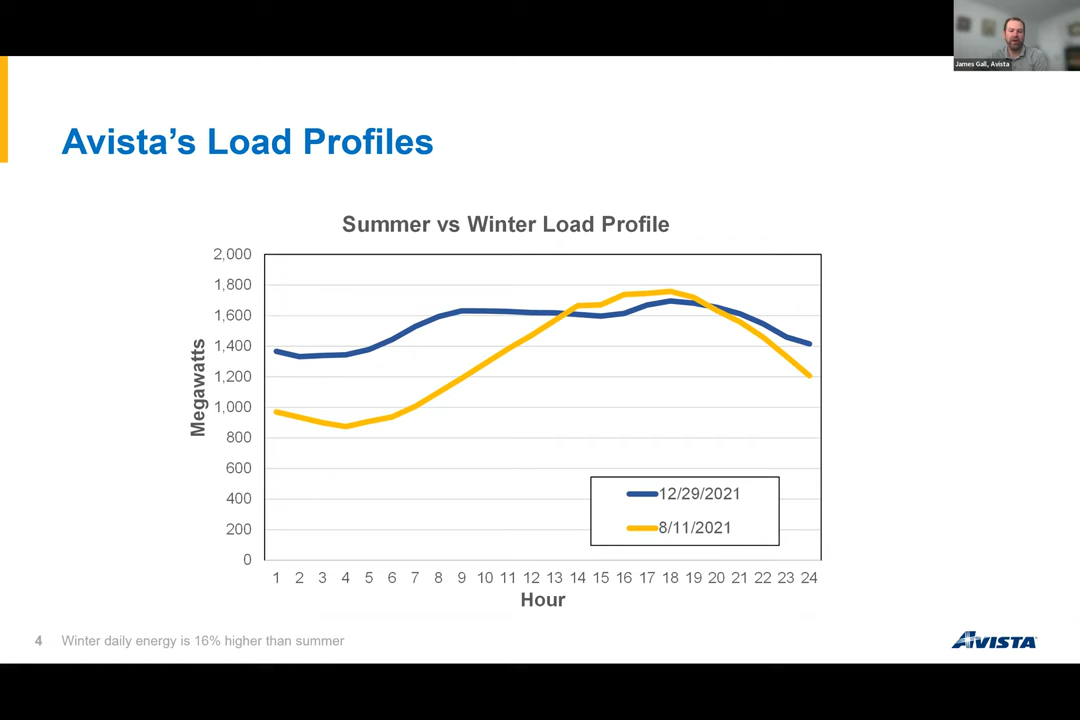 James Gall, Avista
Avista’s Load Profiles
Summer vs Winter Load Profile
2,000
1,800
1,600
1,400
1,200
1,000
800
600
400
200
0
Megawatts
1 2 3 4 5 6 7 8 9 10 11 12 13 14 15 16 17 18 19 20 21 22 23 24
Hour
12/29/2021
8/11/2021
4 Winter daily energy is 16% higher than summer
AVISTA